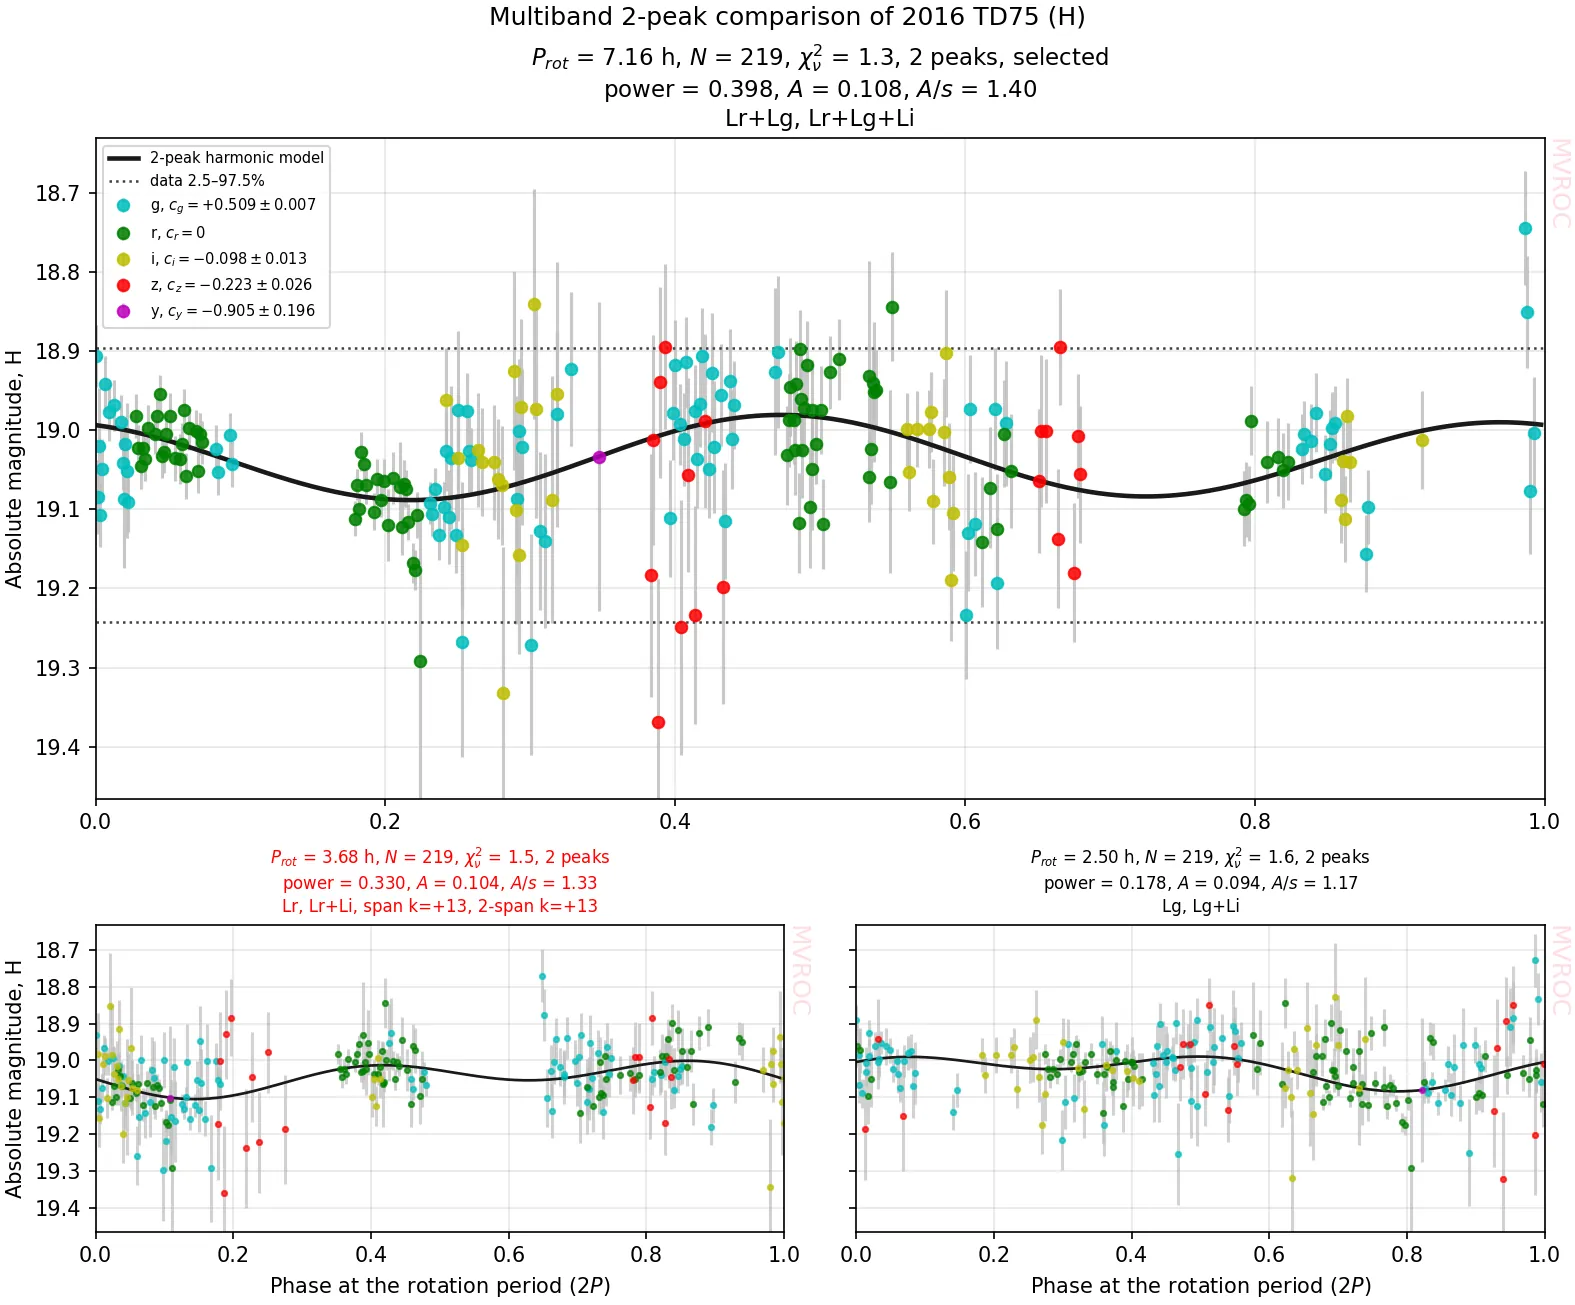 Multiband 2-peak comparison of 2016 TD75 (H)
P_rot = 7.16 h, N = 219, χ²_ν = 1.3, 2 peaks, selected
power = 0.398, A = 0.108, A/s = 1.40
Lr+Lg, Lr+Lg+Li
2-peak harmonic model
data 2.5–97.5%
g, c_g = +0.509 ± 0.007
r, c_r = 0
i, c_i = −0.098 ± 0.013
z, c_z = −0.223 ± 0.026
y, c_y = −0.905 ± 0.196
MVROC
Absolute magnitude, H
18.7
18.8
18.9
19.0
19.1
19.2
19.3
19.4
0.0 0.2 0.4 0.6 0.8 1.0
P_rot = 3.68 h, N = 219, χ²_ν = 1.5, 2 peaks
power = 0.330, A = 0.104, A/s = 1.33
Lr, Lr+Li, span k=+13, 2-span k=+13
MVROC
Absolute magnitude, H
18.7
18.8
18.9
19.0
19.1
19.2
19.3
19.4
0.0 0.2 0.4 0.6 0.8 1.0
Phase at the rotation period (2P)
P_rot = 2.50 h, N = 219, χ²_ν = 1.6, 2 peaks
power = 0.178, A = 0.094, A/s = 1.17
Lg, Lg+Li
MVROC
0.0 0.2 0.4 0.6 0.8 1.0
Phase at the rotation period (2P)